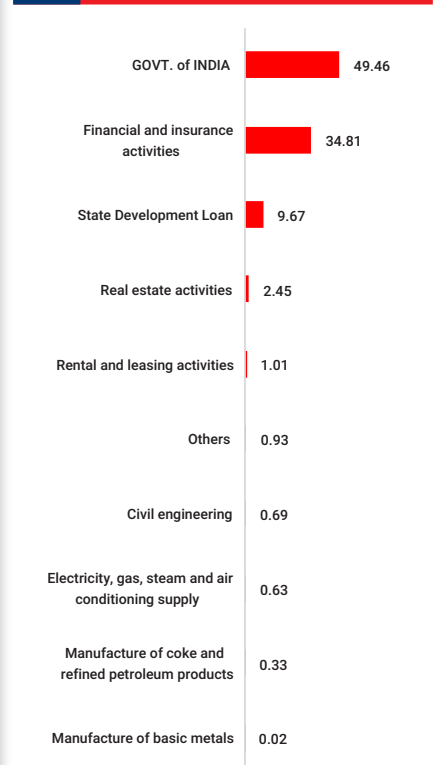 GOVT. of INDIA 49.46
Financial and insurance
activities 34.81
State Development Loan 9.67
Real estate activities 2.45
Rental and leasing activities 1.01
Others 0.93
Civil engineering 0.69
Electricity, gas, steam and air
conditioning supply 0.63
Manufacture of coke and
refined petroleum products 0.33
Manufacture of basic metals 0.02